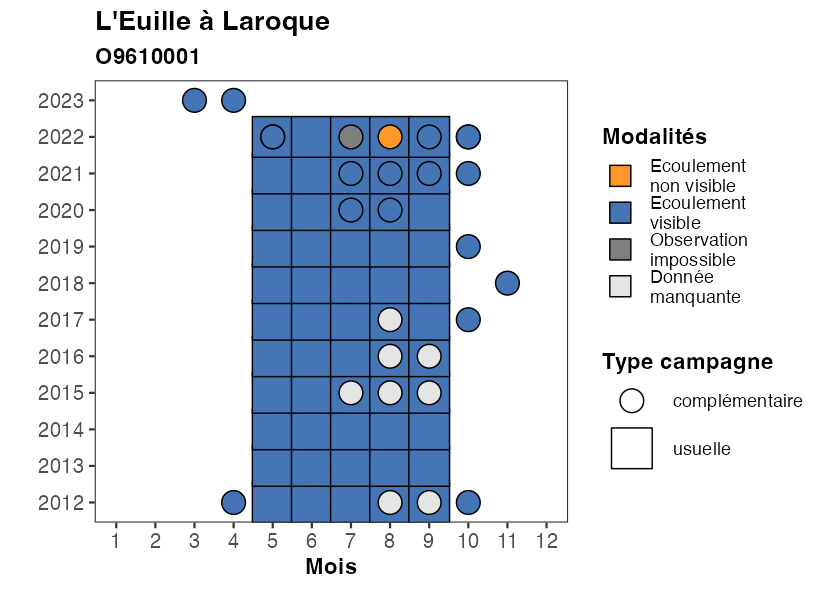 L'Euille à Laroque
O9610001
2023
2022
2021
2020
2019
2018
2017
2016
2015
2014
2013
2012
1 2 3 4 5 6 7 8 9 10 11 12
Mois
Modalités
Ecoulement
non visible
Ecoulement
visible
Observation
impossible
Donnée
manquante
Type campagne
complémentaire
usuelle